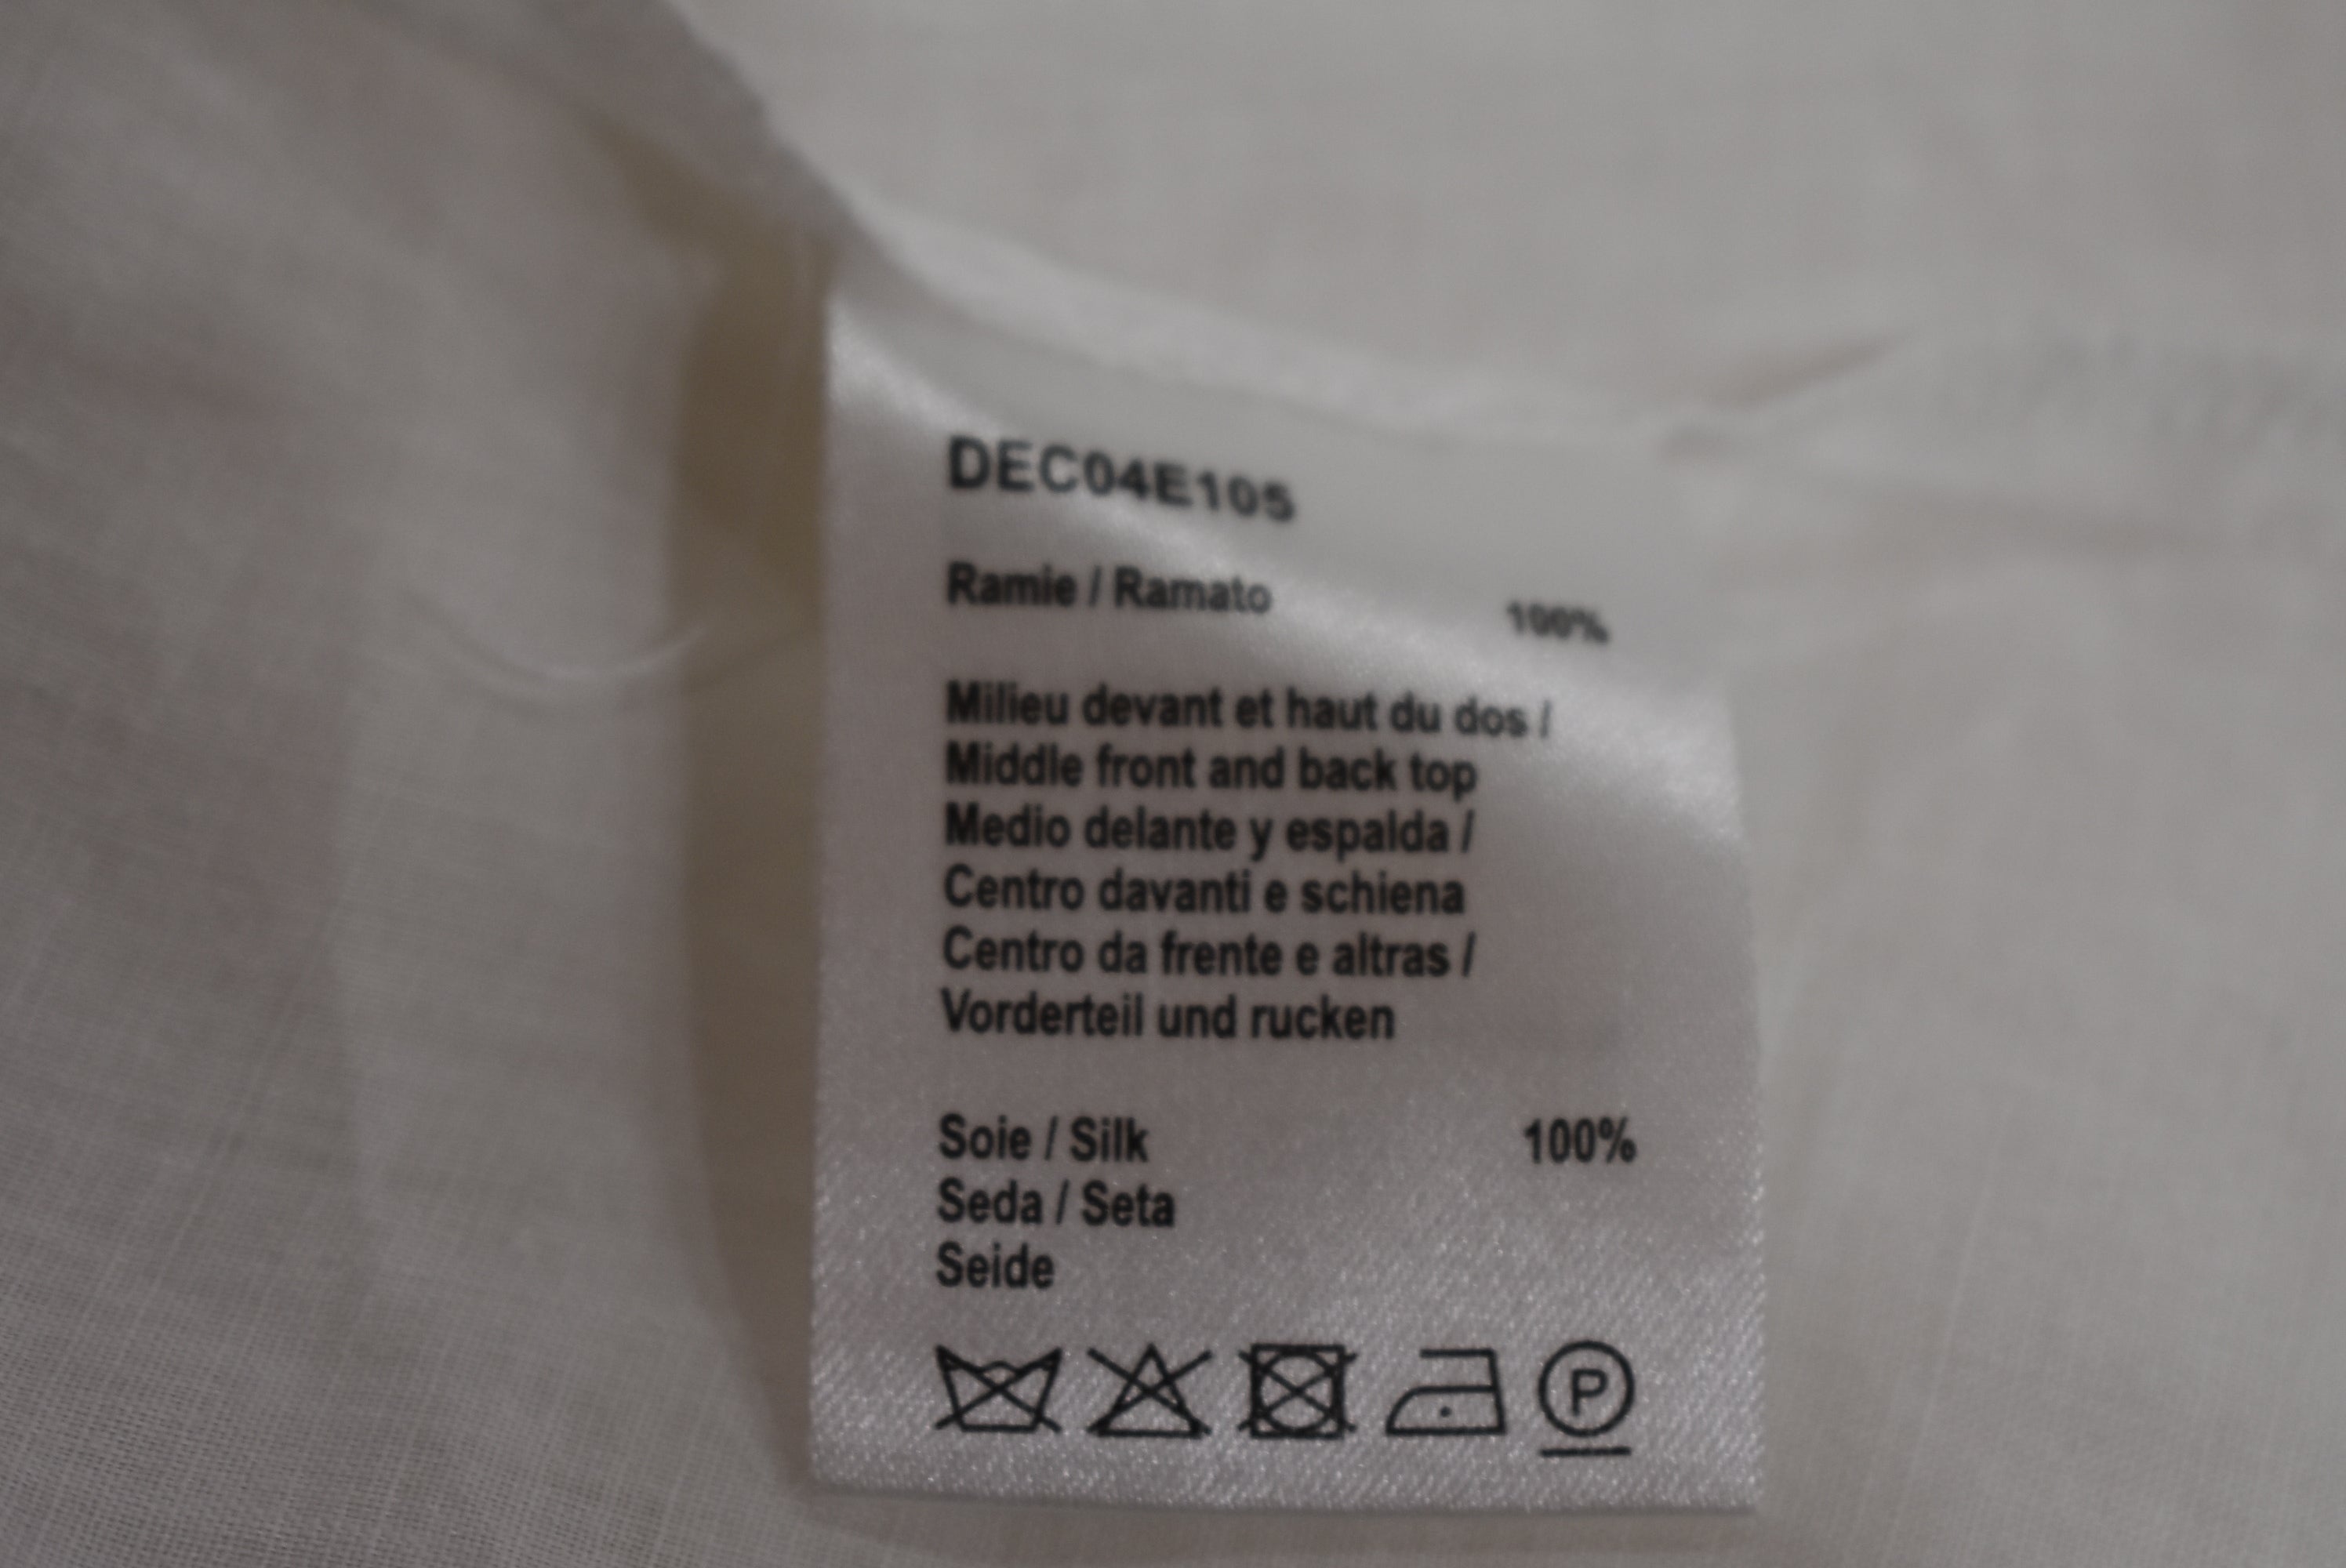 DEC04E105
Ramie / Ramato 100%
Milieu devant et haut du dos /
Middle front and back top
Medio delante y espalda /
Centro davanti e schiena
Centro da frente e altras /
Vorderteil und rucken
Soie / Silk 100%
Seda / Seta
Seide
P